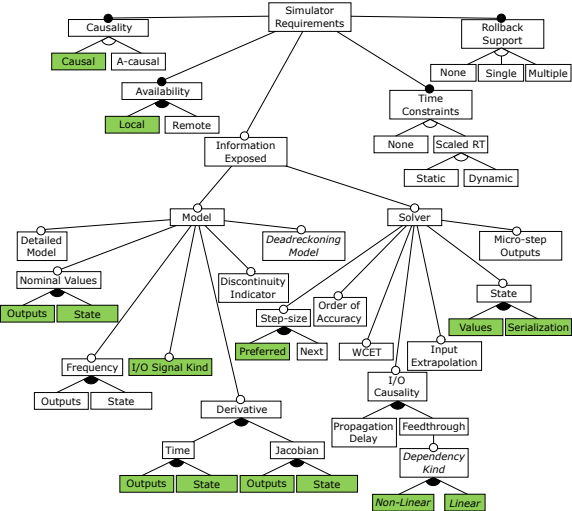 Simulator
Requirements
Causality
Rollback
Support
Causal
A-causal
None
Single
Multiple
Availability
Time
Constraints
Local
Remote
Information
Exposed
None
Scaled RT
Static
Dynamic
Model
Solver
Detailed
Model
Deadreckoning
Model
Micro-step
Outputs
Nominal Values
Discontinuity
Indicator
State
Outputs
State
Step-size
Order of
Accuracy
Values
Serialization
Preferred
Next
WCET
Input
Extrapolation
Frequency
I/O Signal Kind
I/O
Causality
Outputs
State
Derivative
Propagation
Delay
Feedthrough
Time
Jacobian
Dependency
Kind
Outputs
State
Outputs
State
Non-Linear
Linear